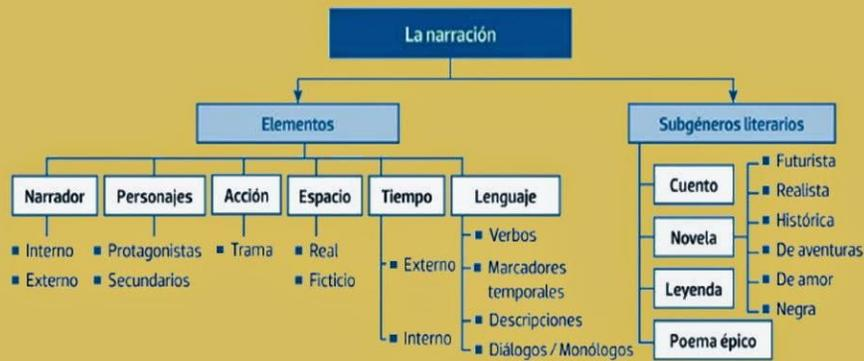 La narración
Elementos
Subgéneros literarios
Narrador
Personajes
Acción
Espacio
Tiempo
Lenguaje
Interno
Externo
Protagonistas
Secundarios
Trama
Real
Ficticio
Externo
Interno
Verbos
Marcadores
temporales
Descripciones
Diálogos / Monólogos
Cuento
Novela
Leyenda
Poema épico
Futurista
Realista
Histórica
De aventuras
De amor
Negra